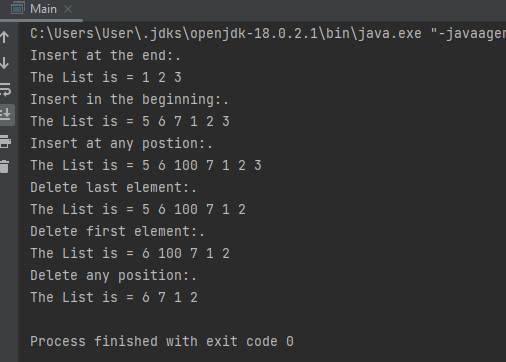 Main
C:\Users\User\.jdks\openjdk-18.0.2.1\bin\java.exe "-javaager
Insert at the end:.
The List is = 1 2 3
Insert in the beginning:.
The List is = 5 6 7 1 2 3
Insert at any postion:.
The List is = 5 6 100 7 1 2 3
Delete last element:.
The List is = 5 6 100 7 1 2
Delete first element:.
The List is = 6 100 7 1 2
Delete any position:.
The List is = 6 7 1 2
Process finished with exit code 0